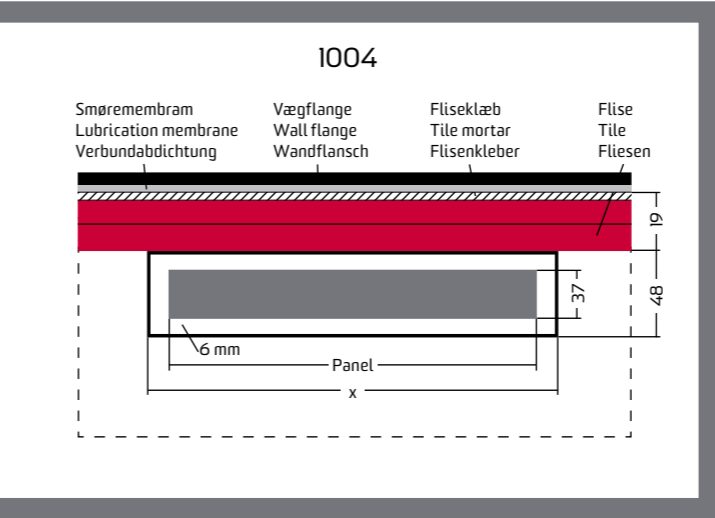 1004
Smøremembram
Lubrication membrane
Verbundabdichtung
Vægflange
Wall flange
Wandflansch
Fliseklæb
Tile mortar
Flisenkleber
Flise
Tile
Fliesen
19
48
37
6 mm
Panel
x